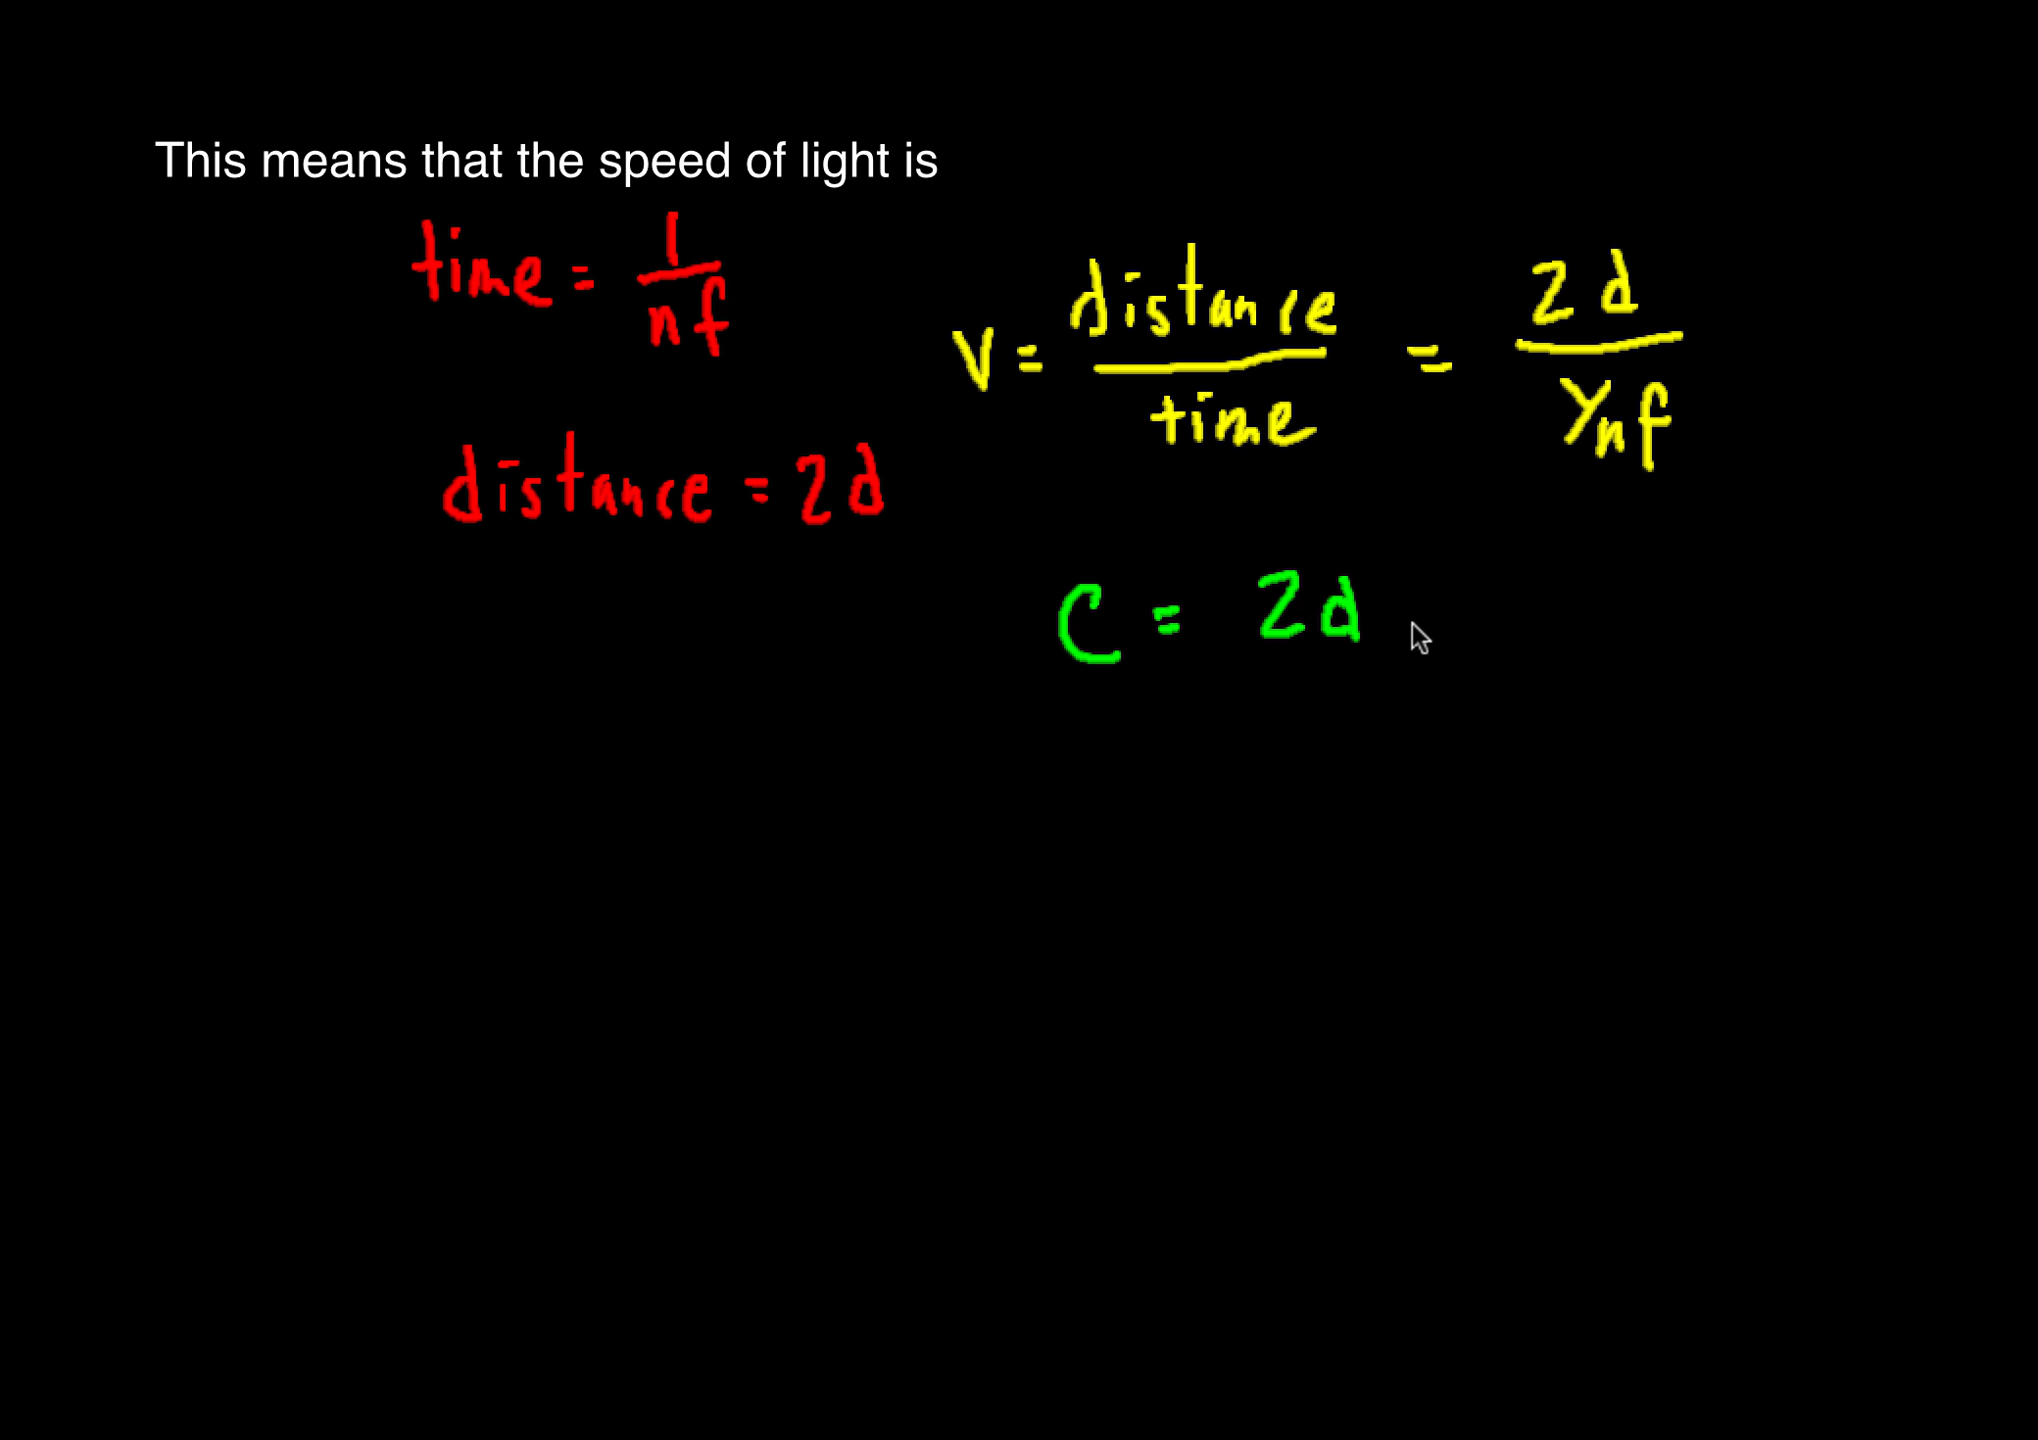 This means that the speed of light is
time = 1/nf
distance = 2d
v = distance/time = 2d/1/nf
C = 2d